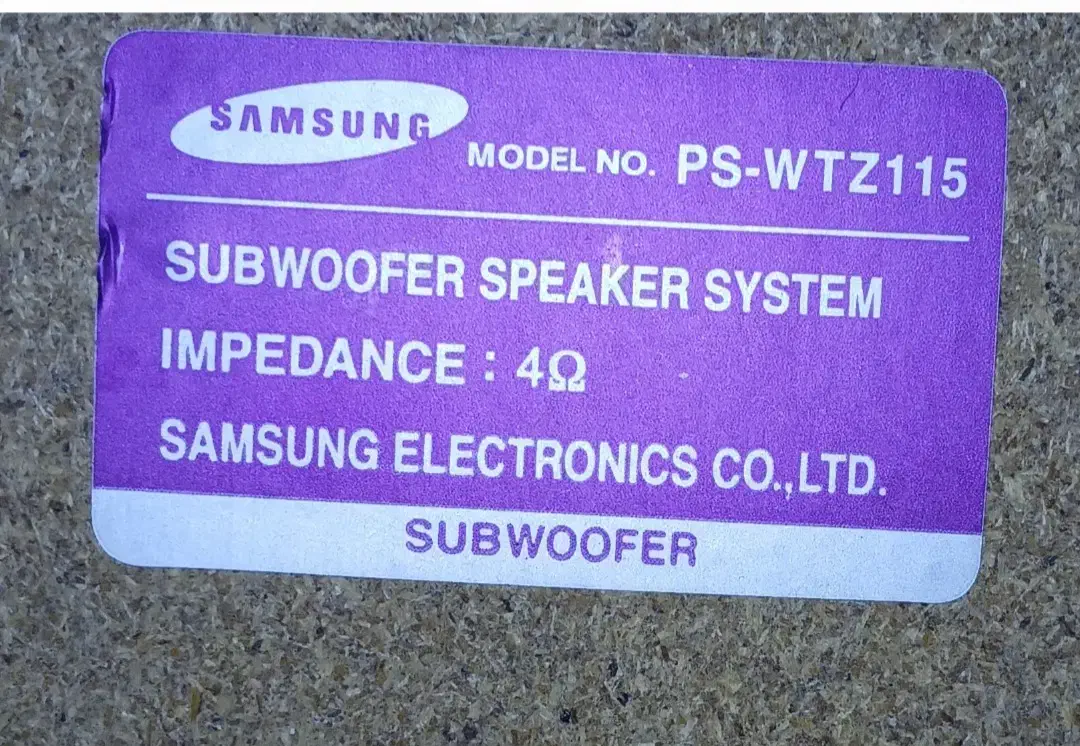 SAMSUNG
MODEL NO. PS-WTZ115
SUBWOOFER SPEAKER SYSTEM
IMPEDANCE : 4Ω
SAMSUNG ELECTRONICS CO.,LTD.
SUBWOOFER